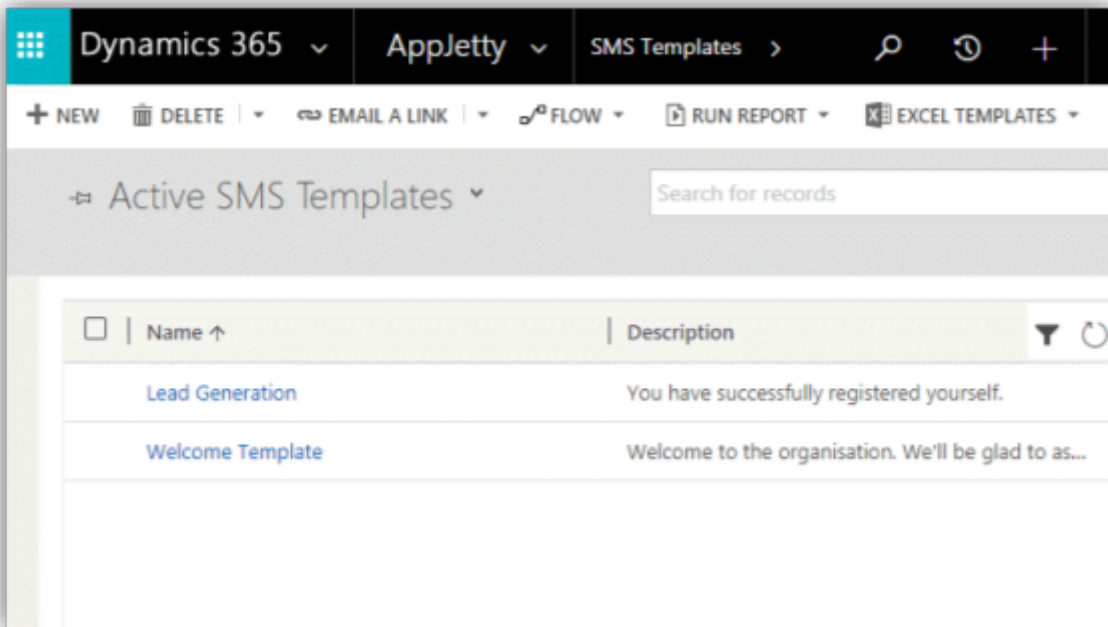 Dynamics 365 AppJetty SMS Templates
NEW DELETE EMAIL A LINK FLOW RUN REPORT EXCEL TEMPLATES
Active SMS Templates Search for records
Name Description
Lead Generation You have successfully registered yourself.
Welcome Template Welcome to the organisation. We'll be glad to as...